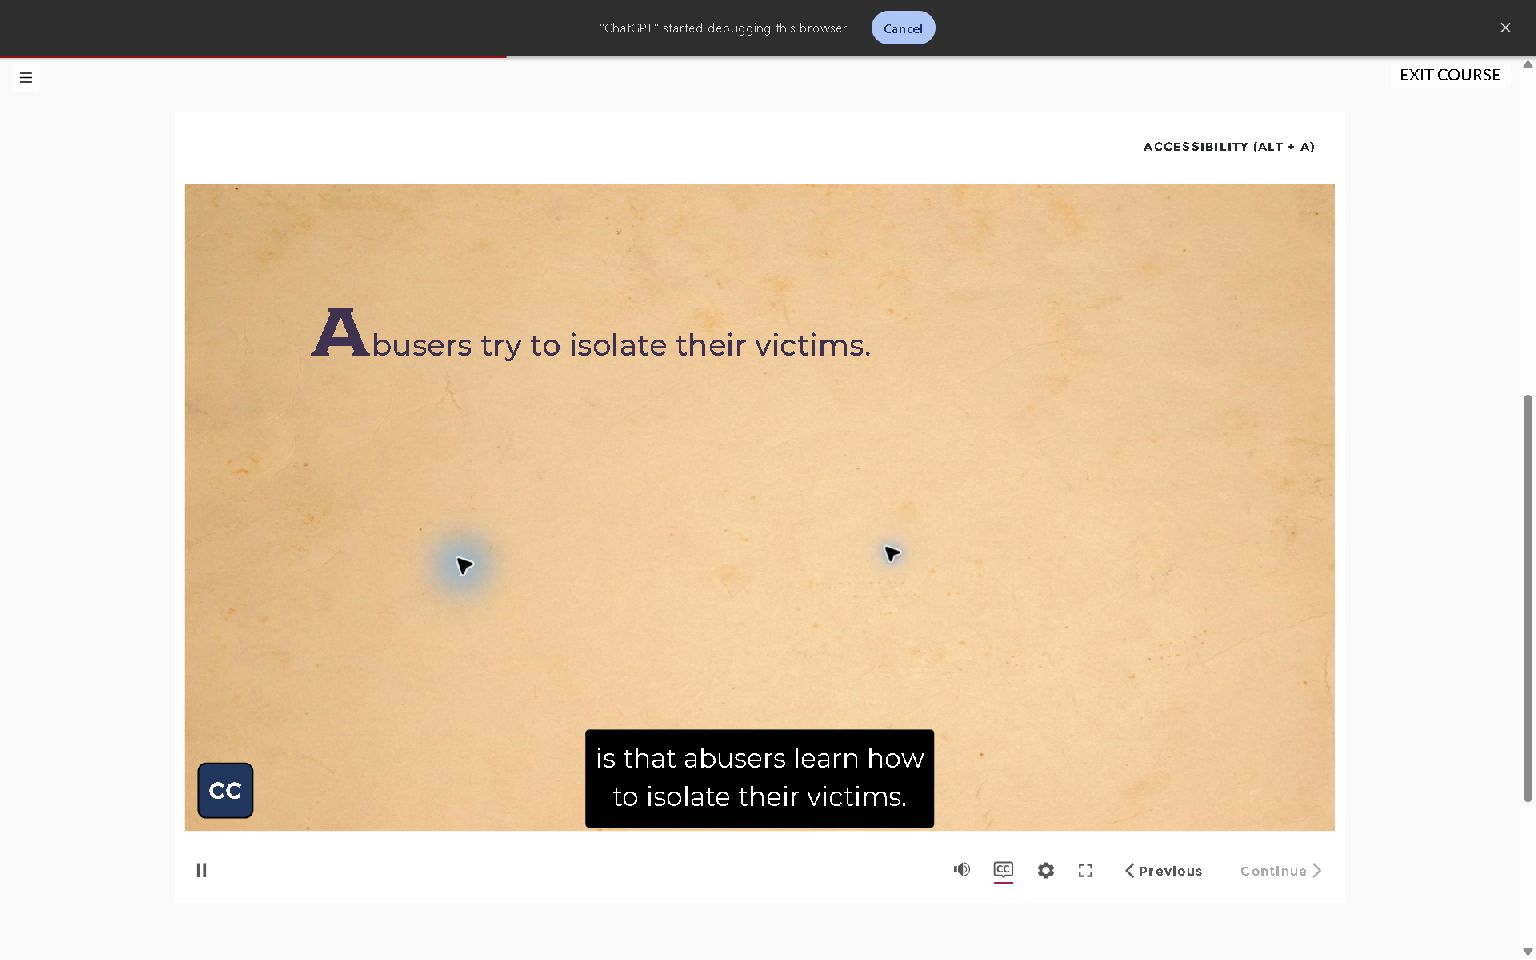 "ChatGPT" started debugging this browser
Cancel
EXIT COURSE
ACCESSIBILITY (ALT + A)
Abusers try to isolate their victims.
is that abusers learn how
to isolate their victims.
CC
CC
Previous
Continue